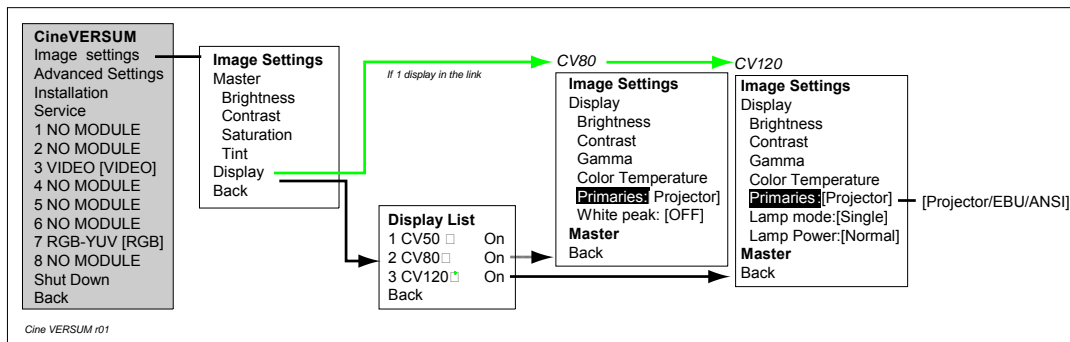 CineVERSUM
Image settings
Advanced Settings
Installation
Service
1 NO MODULE
2 NO MODULE
3 VIDEO [VIDEO]
4 NO MODULE
5 NO MODULE
6 NO MODULE
7 RGB-YUV [RGB]
8 NO MODULE
Shut Down
Back
Cine VERSUM r01
Image Settings
Master
Brightness
Contrast
Saturation
Tint
Display
Back
If 1 display in the link
Display List
1 CV50 On
2 CV80 On
3 CV120 On
Back
CV80
Image Settings
Display
Brightness
Contrast
Gamma
Color Temperature
Primaries: Projector]
White peak: [OFF]
Master
Back
CV120
Image Settings
Display
Brightness
Contrast
Gamma
Color Temperature
Primaries:[Projector]
Lamp mode:[Single]
Lamp Power:[Normal]
Master
Back
[Projector/EBU/ANSI]